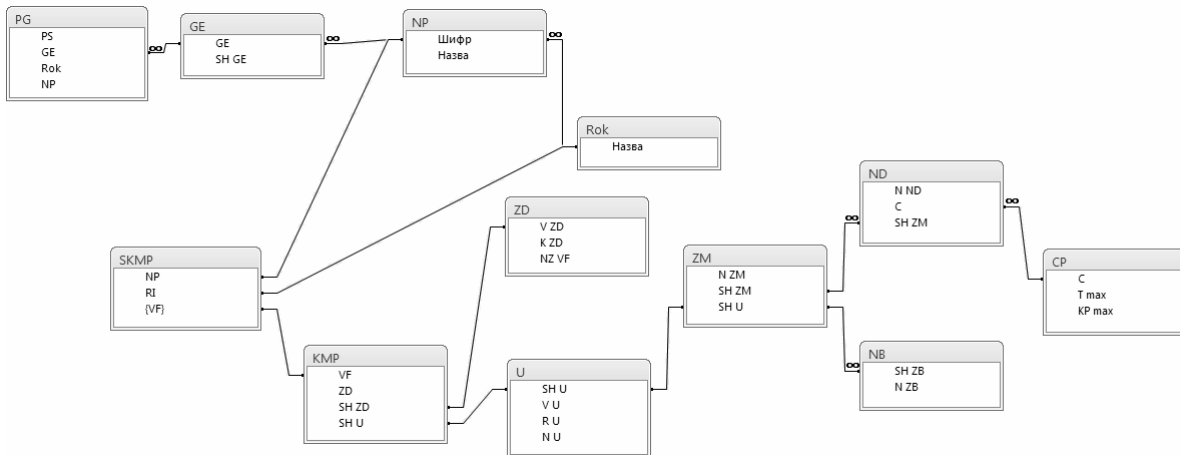 PG
PS
GE
Rok
NP
∞
GE
GE
SH GE
∞
NP
Шифр
Назва
∞
Rok
Назва
SKMP
NP
RI
{VF}
KMP
VF
ZD
SH ZD
SH U
ZD
V ZD
K ZD
NZ VF
U
SH U
V U
R U
N U
ZM
N ZM
SH ZM
SH U
∞
ND
N ND
C
SH ZM
∞
∞
NB
SH ZB
N ZB
CP
C
T max
KP max